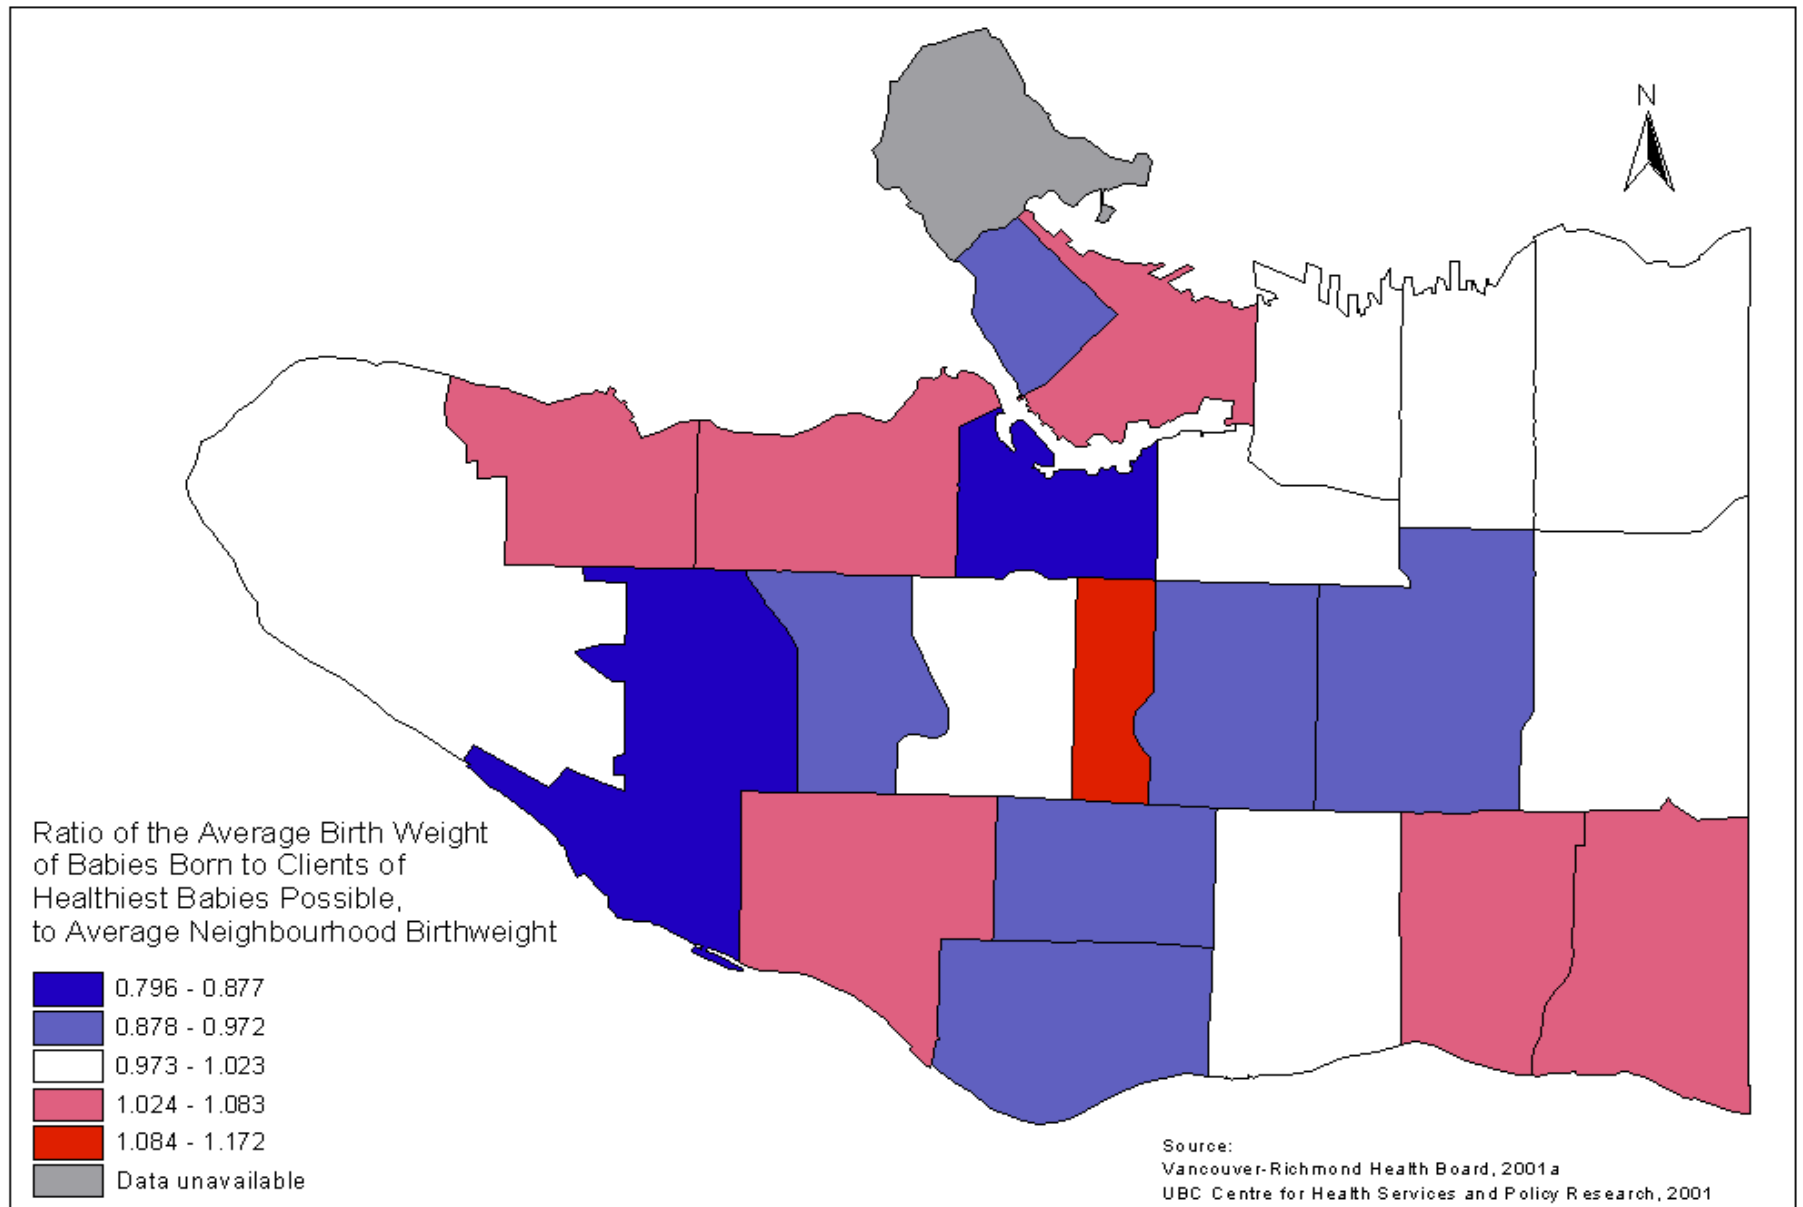 N
Ratio of the Average Birth Weight
of Babies Born to Clients of
Healthiest Babies Possible,
to Average Neighbourhood Birthweight
0.796 - 0.877
0.878 - 0.972
0.973 - 1.023
1.024 - 1.083
1.084 - 1.172
Data unavailable
Source:
Vancouver-Richmond Health Board, 2001a
UBC Centre for Health Services and Policy Research, 2001